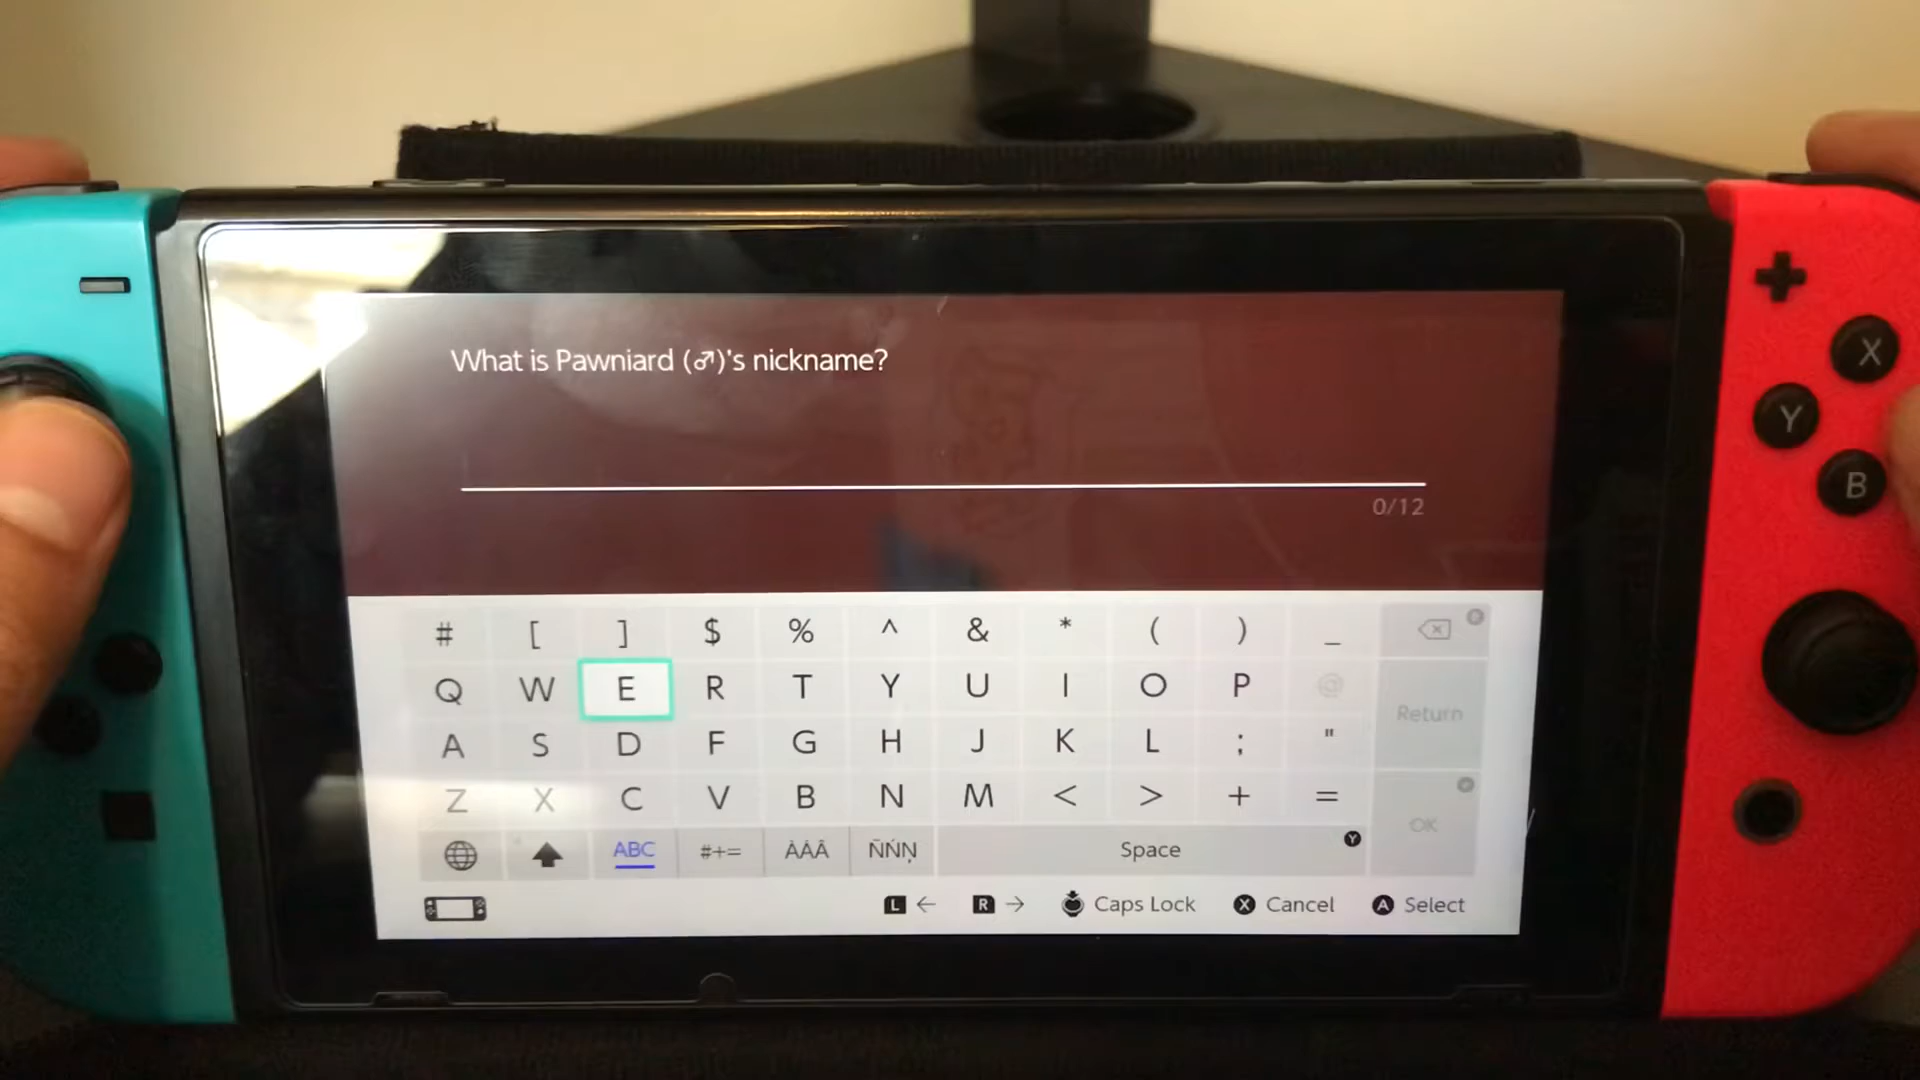 What is Pawniard (♂)'s nickname?
0/12
# [ ] $ % ^ & * ( ) _
Q W E R T Y U I O P @
Return
A S D F G H J K L ; "
Z X C V B N M < > + =
OK
ABC #+= ÀÁÂ ÑŃŅ Space Y
L ← R → Caps Lock X Cancel A Select
X
Y
B